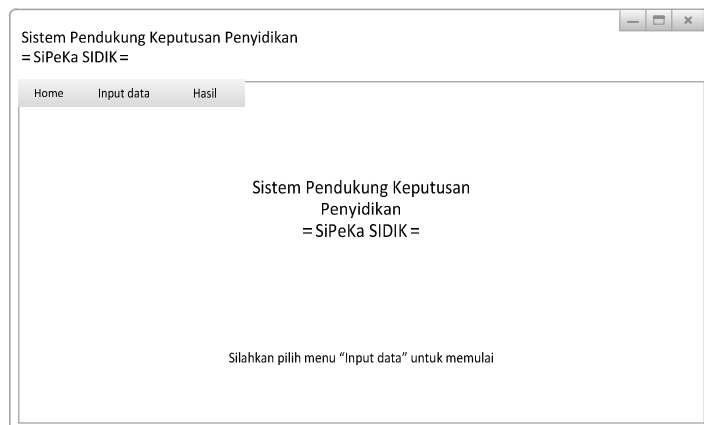 Sistem Pendukung Keputusan Penyidikan
=SiPeKa SIDIK=
Home Input data Hasil
Sistem Pendukung Keputusan
Penyidikan
=SiPeKa SIDIK=
Silahkan pilih menu “Input data” untuk memulai